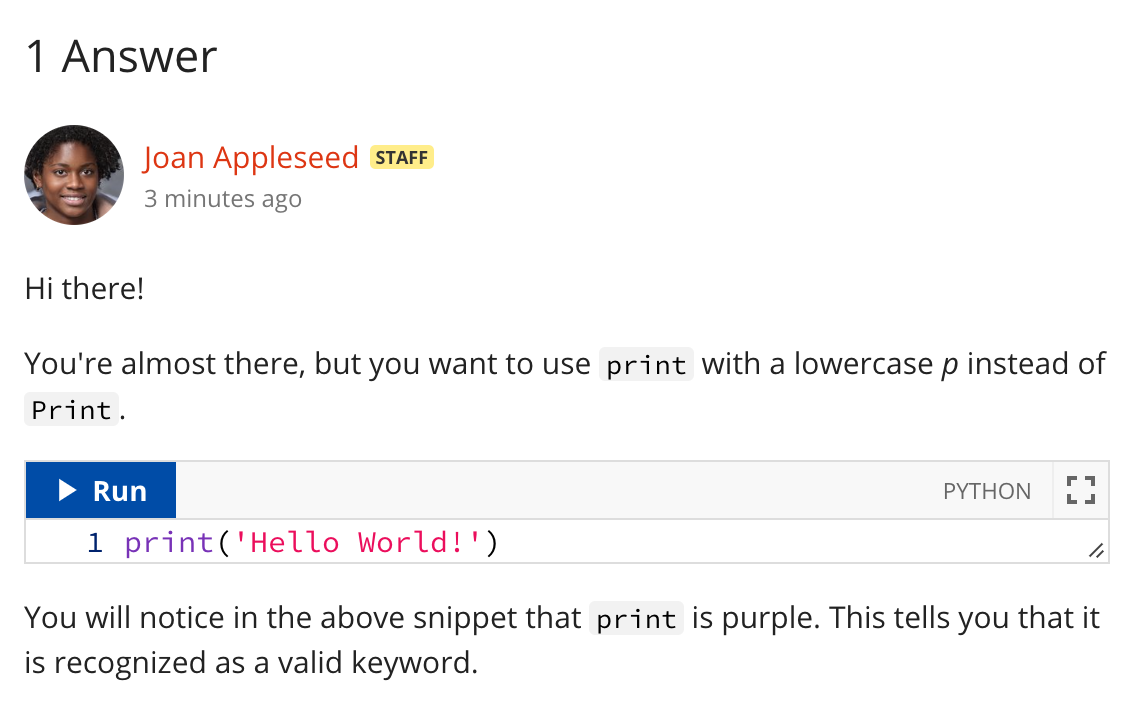 1 Answer
Joan Appleseed STAFF
3 minutes ago
Hi there!
You're almost there, but you want to use print with a lowercase p instead of
Print.
Run PYTHON
1 print('Hello World!')
You will notice in the above snippet that print is purple. This tells you that it
is recognized as a valid keyword.